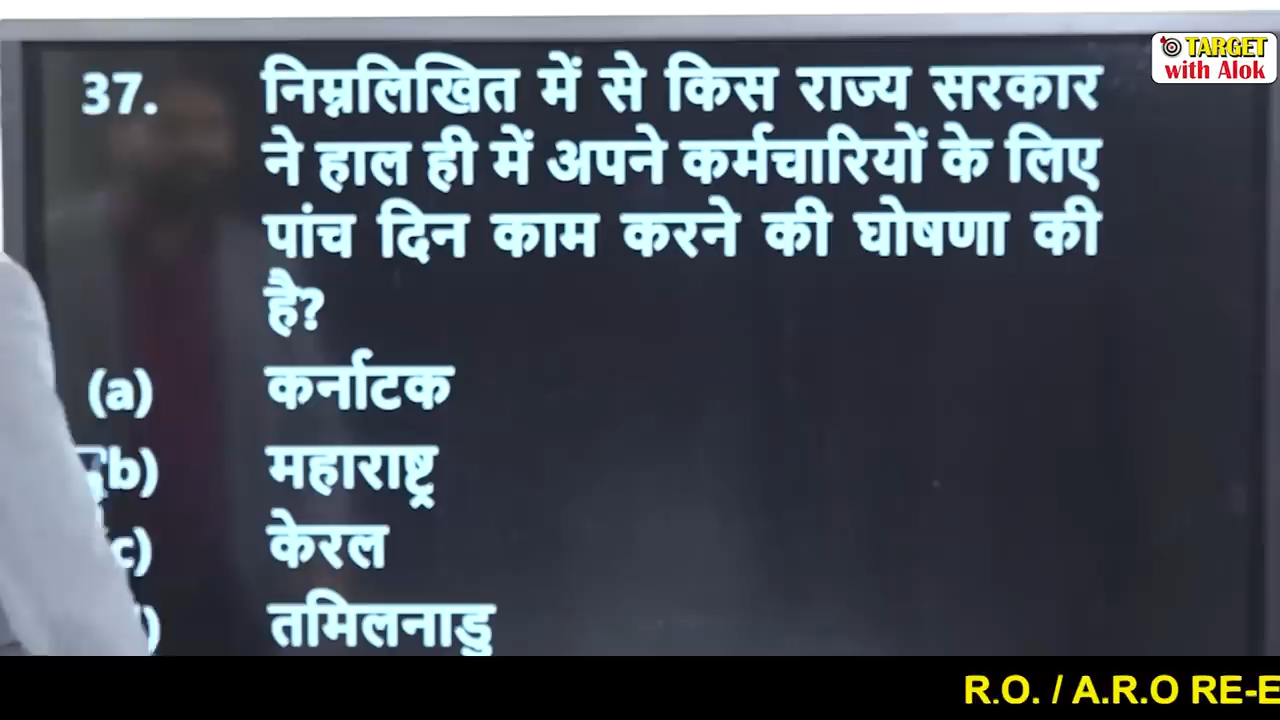 TARGET
with Alok
37. निम्नलिखित में से किस राज्य सरकार
ने हाल ही में अपने कर्मचारियों के लिए
पांच दिन काम करने की घोषणा की
है?
(a) कर्नाटक
(b) महाराष्ट्र
c) केरल
) तमिलनाडु
R.O. / A.R.O RE-E